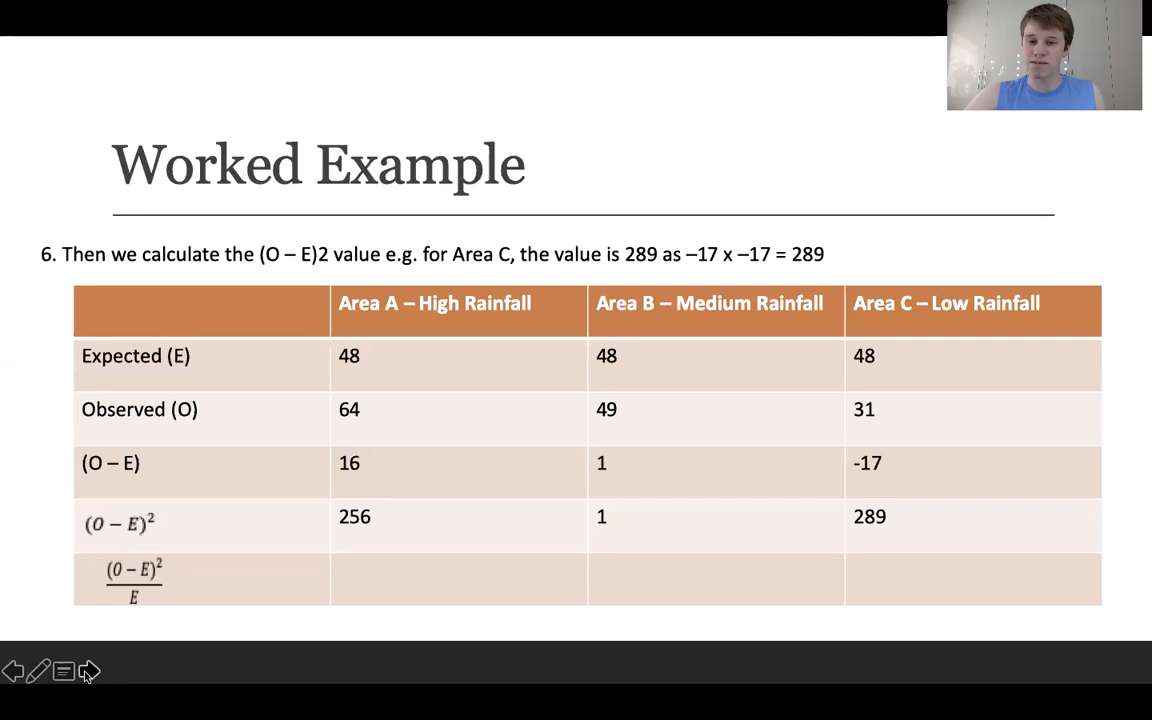 Worked Example
6. Then we calculate the (O – E)2 value e.g. for Area C, the value is 289 as –17 x –17 = 289
Area A – High Rainfall Area B – Medium Rainfall Area C – Low Rainfall
Expected (E) 48 48 48
Observed (O) 64 49 31
(O – E) 16 1 -17
(O − E)² 256 1 289
(O − E)²
E